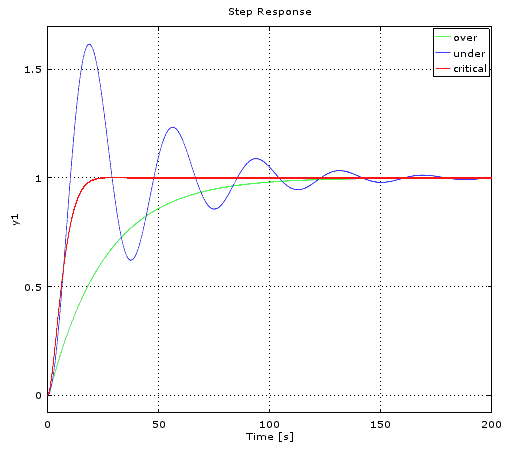 Step Response
over
under
critical
1.5
1
0.5
0
y1
0 50 100 150 200
Time [s]